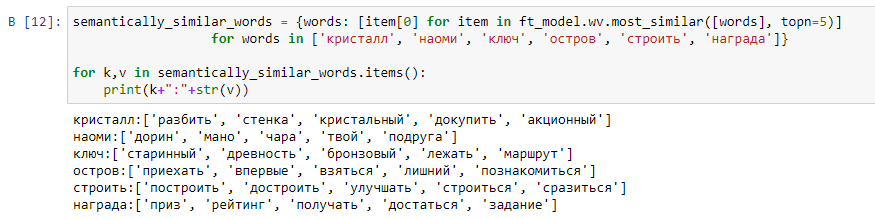 В [12]: semantically_similar_words = {words: [item[0] for item in ft_model.wv.most_similar([words], topn=5)]
for words in ['кристалл', 'наоми', 'ключ', 'остров', 'строить', 'награда']}
for k,v in semantically_similar_words.items():
print(k+":"+str(v))
кристалл:['разбить', 'стенка', 'кристальный', 'докупить', 'акционный']
наоми:['дорин', 'мано', 'чара', 'твой', 'подруга']
ключ:['старинный', 'древность', 'бронзовый', 'лежать', 'маршрут']
остров:['приехать', 'впервые', 'взяться', 'лишний', 'познакомиться']
строить:['построить', 'достроить', 'улучшать', 'строиться', 'сразиться']
награда:['приз', 'рейтинг', 'получать', 'достаться', 'задание']